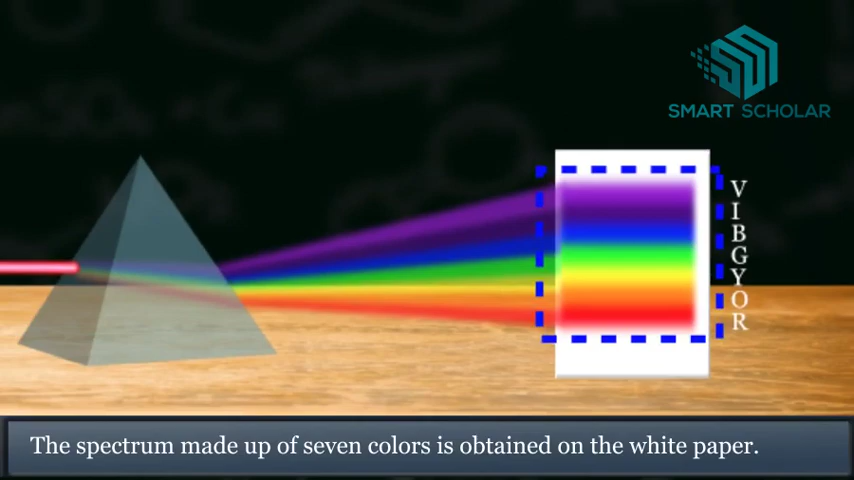 SMART SCHOLAR
V
I
B
G
Y
O
R
The spectrum made up of seven colors is obtained on the white paper.